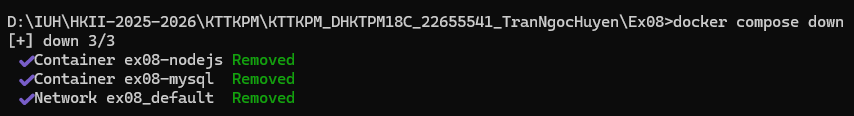 D:\IUH\HKII-2025-2026\KTTKPM\KTTKPM_DHKTPM18C_22655541_TranNgocHuyen\Ex08>docker compose down
[+] down 3/3
✔Container ex08-nodejs Removed
✔Container ex08-mysql  Removed
✔Network ex08_default  Removed